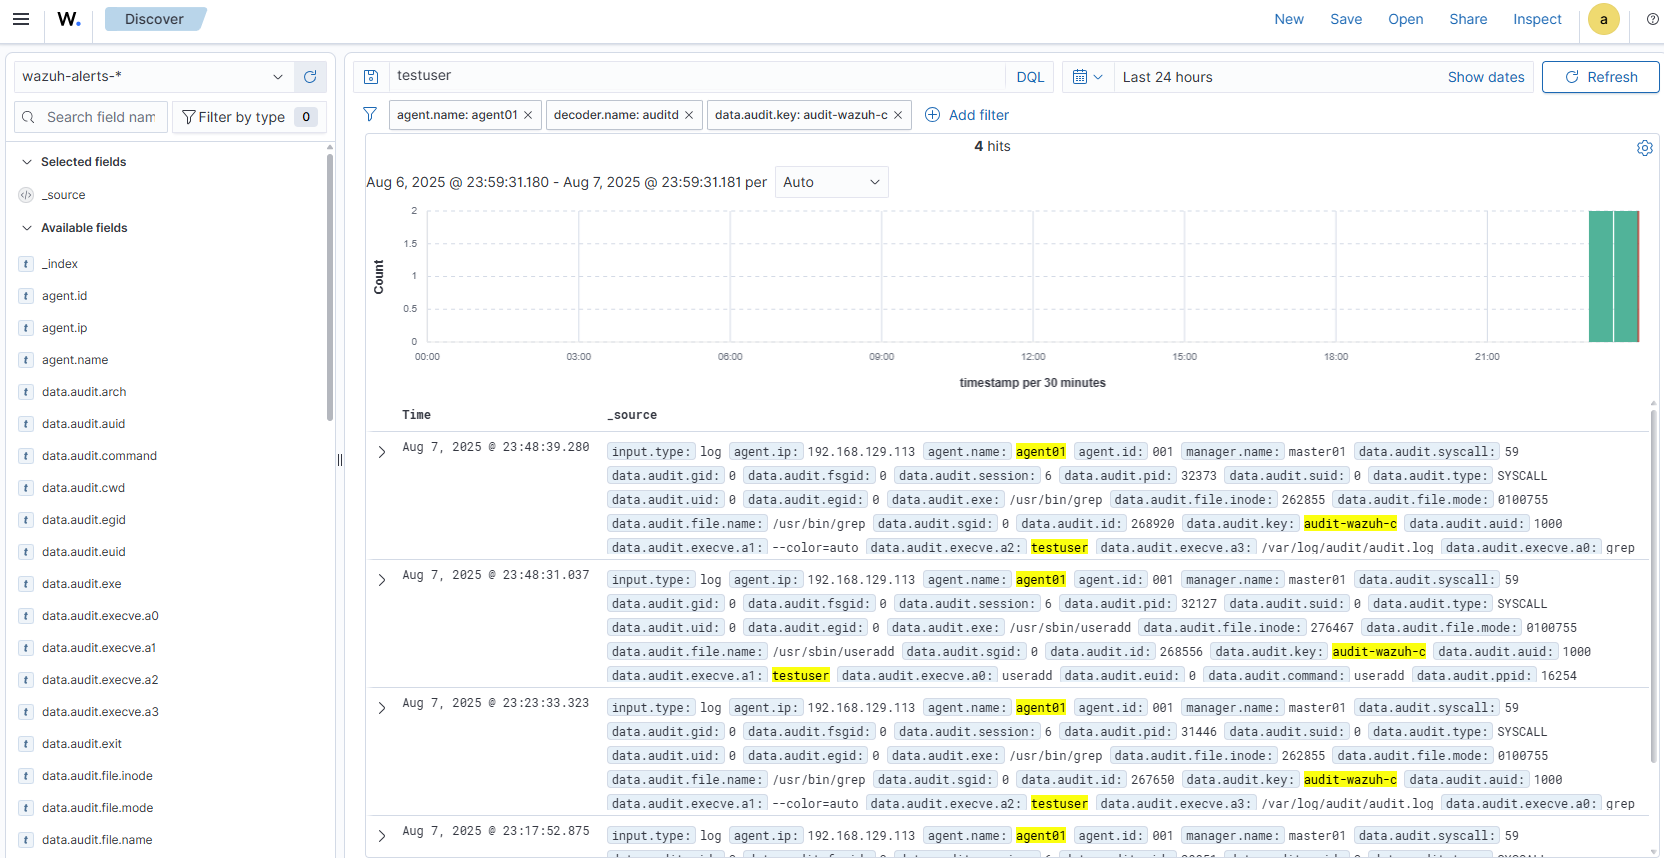 W. Discover New Save Open Share Inspect a
wazuh-alerts-*
testuser DQL Last 24 hours Show dates Refresh
Search field nam Filter by type 0
agent.name: agent01 × decoder.name: auditd × data.audit.key: audit-wazuh-c × Add filter
4 hits
Aug 6, 2025 @ 23:59:31.180 - Aug 7, 2025 @ 23:59:31.181 per Auto
Selected fields
_source
Available fields
t _index
t agent.id
t agent.ip
t agent.name
t data.audit.arch
t data.audit.auid
t data.audit.command
t data.audit.cwd
t data.audit.egid
t data.audit.euid
t data.audit.exe
t data.audit.execve.a0
t data.audit.execve.a1
t data.audit.execve.a2
t data.audit.execve.a3
t data.audit.exit
t data.audit.file.inode
t data.audit.file.mode
t data.audit.file.name
Count
2
1.5
1
0.5
0
00:00 03:00 06:00 09:00 12:00 15:00 18:00 21:00
timestamp per 30 minutes
Time _source
Aug 7, 2025 @ 23:48:39.280 input.type: log agent.ip: 192.168.129.113 agent.name: agent01 agent.id: 001 manager.name: master01 data.audit.syscall: 59
data.audit.gid: 0 data.audit.fsgid: 0 data.audit.session: 6 data.audit.pid: 32373 data.audit.suid: 0 data.audit.type: SYSCALL
data.audit.uid: 0 data.audit.egid: 0 data.audit.exe: /usr/bin/grep data.audit.file.inode: 262855 data.audit.file.mode: 0100755
data.audit.file.name: /usr/bin/grep data.audit.sgid: 0 data.audit.id: 268920 data.audit.key: audit-wazuh-c data.audit.auid: 1000
data.audit.execve.a1: --color=auto data.audit.execve.a2: testuser data.audit.execve.a3: /var/log/audit/audit.log data.audit.execve.a0: grep
Aug 7, 2025 @ 23:48:31.037 input.type: log agent.ip: 192.168.129.113 agent.name: agent01 agent.id: 001 manager.name: master01 data.audit.syscall: 59
data.audit.gid: 0 data.audit.fsgid: 0 data.audit.session: 6 data.audit.pid: 32127 data.audit.suid: 0 data.audit.type: SYSCALL
data.audit.uid: 0 data.audit.egid: 0 data.audit.exe: /usr/sbin/useradd data.audit.file.inode: 276467 data.audit.file.mode: 0100755
data.audit.file.name: /usr/sbin/useradd data.audit.sgid: 0 data.audit.id: 268556 data.audit.key: audit-wazuh-c data.audit.auid: 1000
data.audit.execve.a1: testuser data.audit.execve.a0: useradd data.audit.euid: 0 data.audit.command: useradd data.audit.ppid: 16254
Aug 7, 2025 @ 23:23:33.323 input.type: log agent.ip: 192.168.129.113 agent.name: agent01 agent.id: 001 manager.name: master01 data.audit.syscall: 59
data.audit.gid: 0 data.audit.fsgid: 0 data.audit.session: 6 data.audit.pid: 31446 data.audit.suid: 0 data.audit.type: SYSCALL
data.audit.uid: 0 data.audit.egid: 0 data.audit.exe: /usr/bin/grep data.audit.file.inode: 262855 data.audit.file.mode: 0100755
data.audit.file.name: /usr/bin/grep data.audit.sgid: 0 data.audit.id: 267650 data.audit.key: audit-wazuh-c data.audit.auid: 1000
data.audit.execve.a1: --color=auto data.audit.execve.a2: testuser data.audit.execve.a3: /var/log/audit/audit.log data.audit.execve.a0: grep
Aug 7, 2025 @ 23:17:52.875 input.type: log agent.ip: 192.168.129.113 agent.name: agent01 agent.id: 001 manager.name: master01 data.audit.syscall: 59